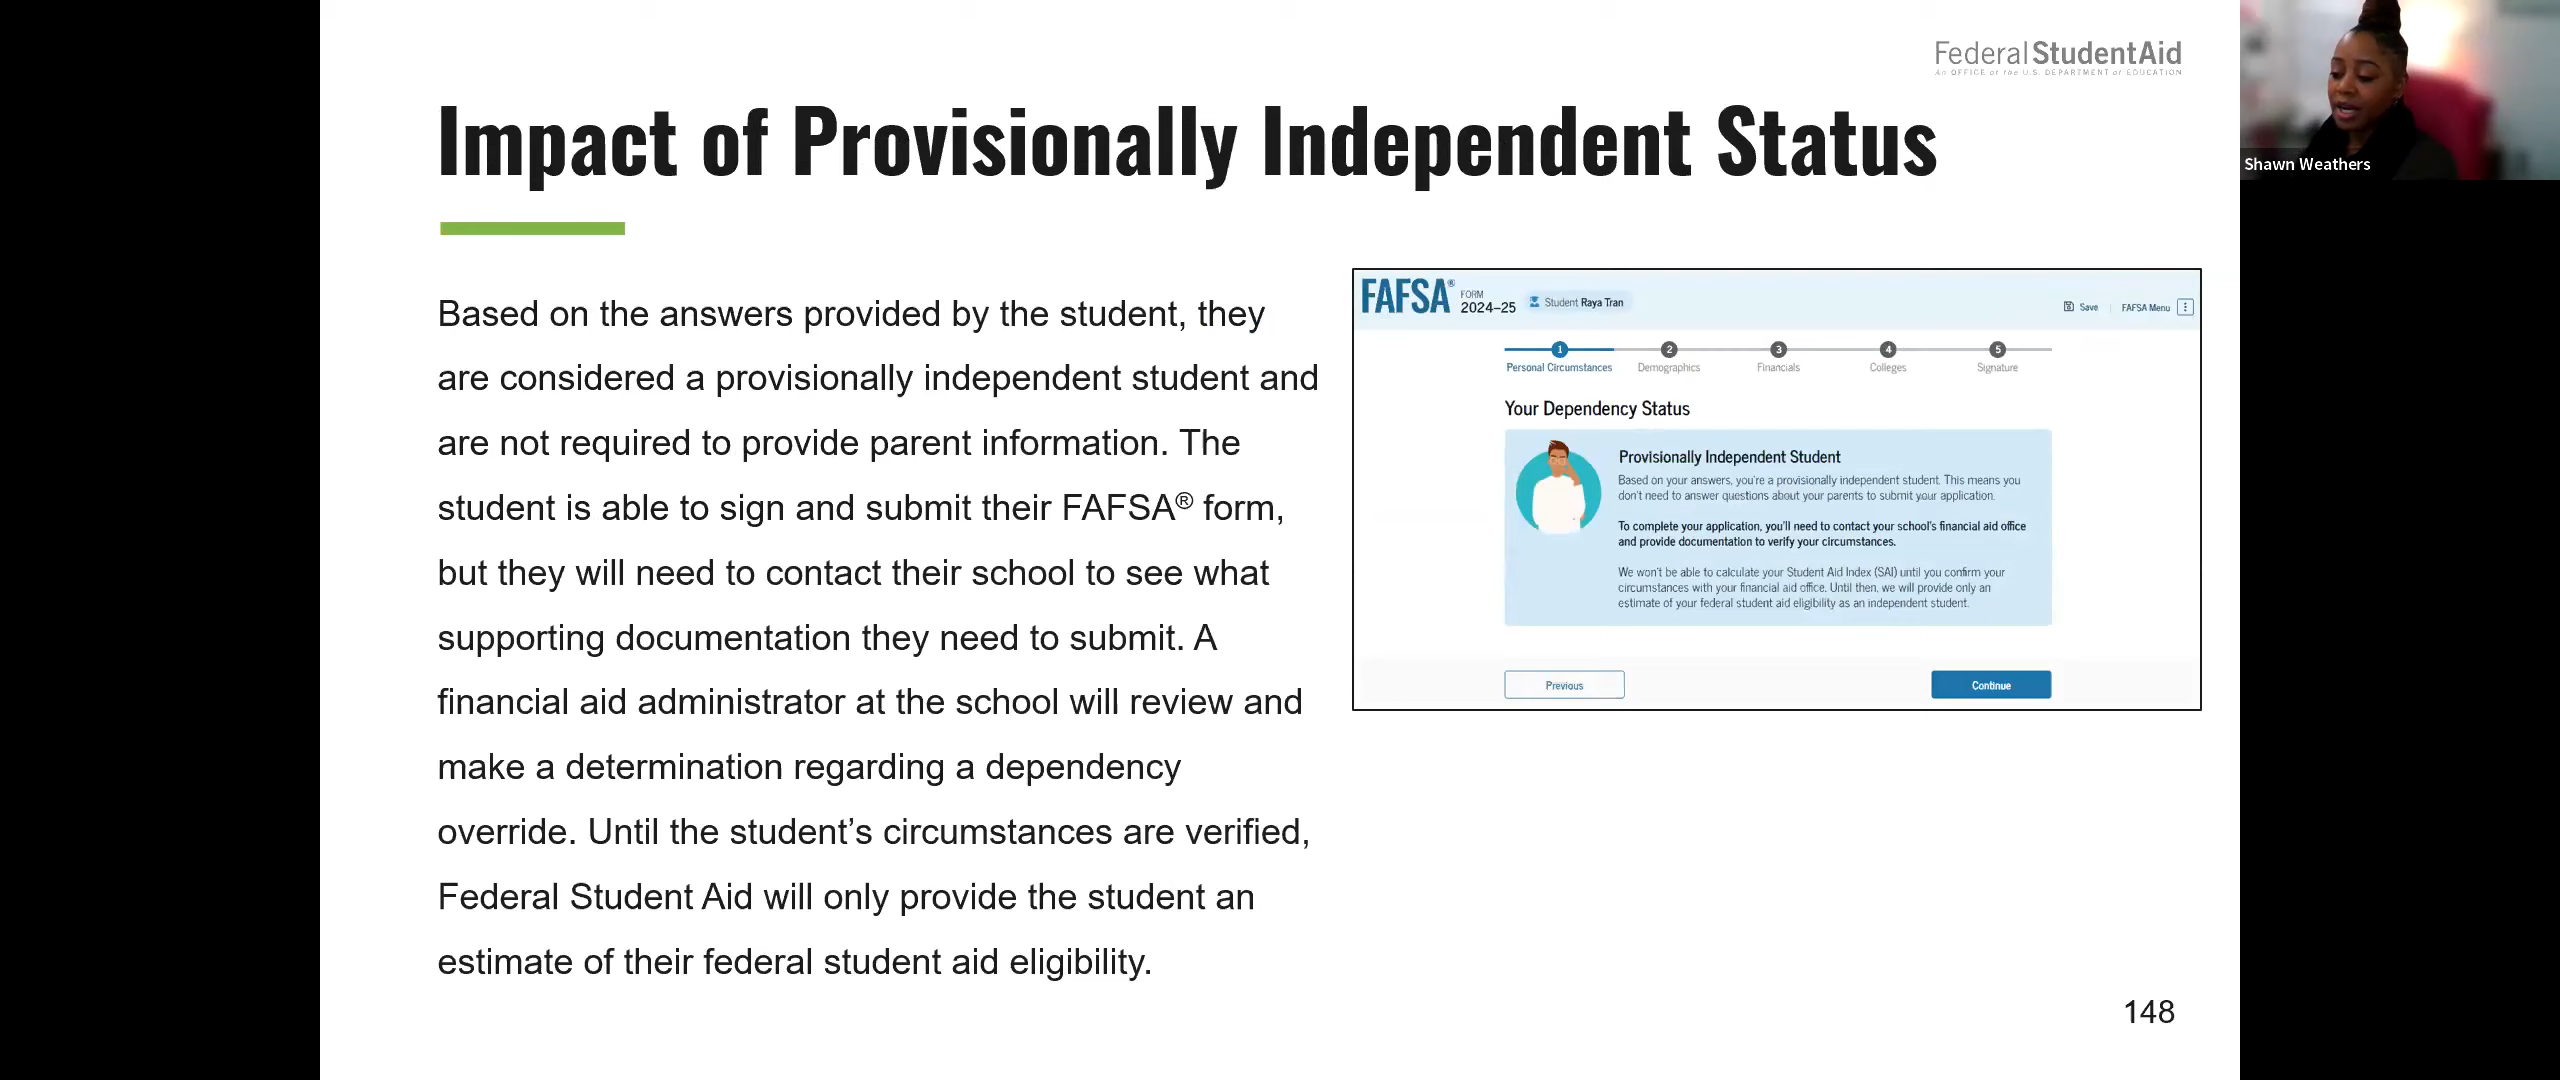 Federal StudentAid
An OFFICE of the U.S. DEPARTMENT of EDUCATION
Shawn Weathers
Impact of Provisionally Independent Status
Based on the answers provided by the student, they
are considered a provisionally independent student and
are not required to provide parent information. The
student is able to sign and submit their FAFSA® form,
but they will need to contact their school to see what
supporting documentation they need to submit. A
financial aid administrator at the school will review and
make a determination regarding a dependency
override. Until the student’s circumstances are verified,
Federal Student Aid will only provide the student an
estimate of their federal student aid eligibility.
FAFSA® FORM
2024–25
Student Raya Tran
Save
FAFSA Menu
1 2 3 4 5
Personal Circumstances Demographics Financials Colleges Signature
Your Dependency Status
Provisionally Independent Student
Based on your answers, you're a provisionally independent student. This means you
don't need to answer questions about your parents to submit your application.
To complete your application, you'll need to contact your school's financial aid office
and provide documentation to verify your circumstances.
We won't be able to calculate your Student Aid Index (SAI) until you confirm your
circumstances with your financial aid office. Until then, we will provide only an
estimate of your federal student aid eligibility as an independent student.
Previous
Continue
148